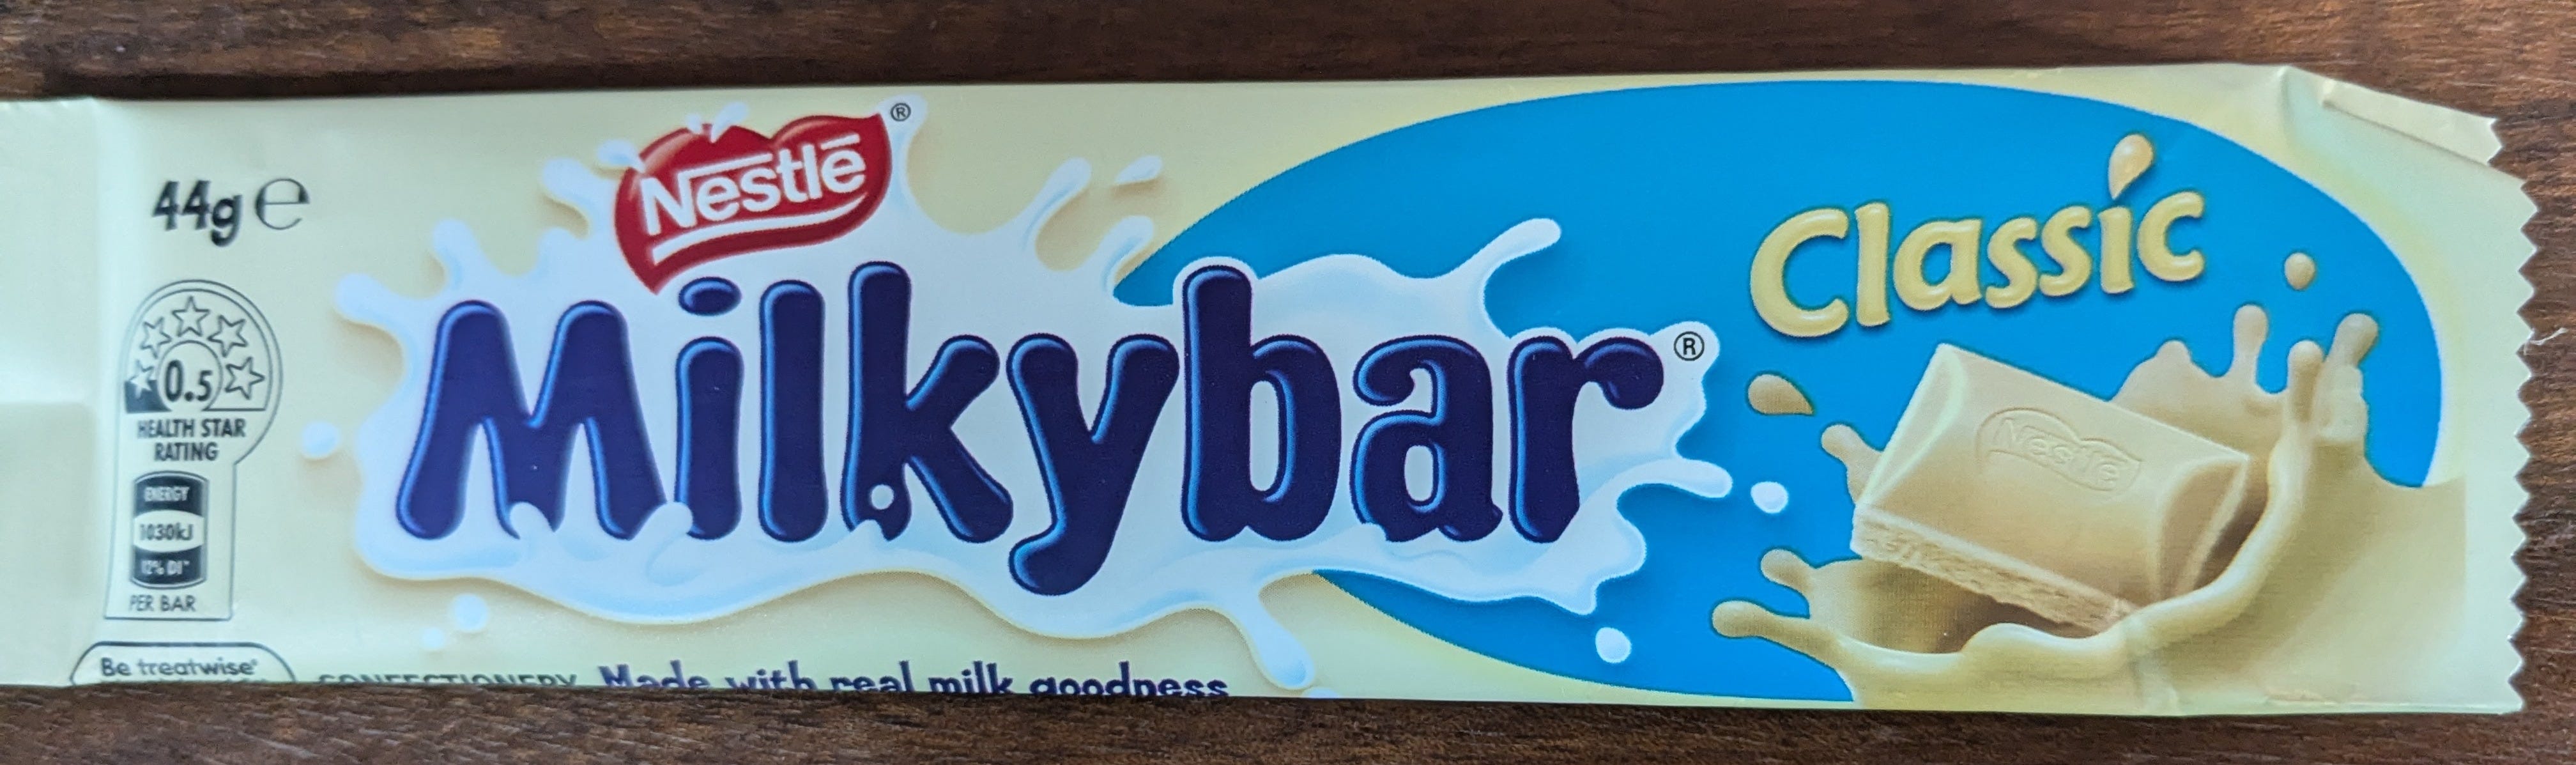 44g ℮
Nestlé®
Milkybar®
Classic
Nestlé
0.5
HEALTH STAR
RATING
ENERGY
1030kJ
12% DI*
PER BAR
Be treatwise®
CONFECTIONERY Made with real milk goodness